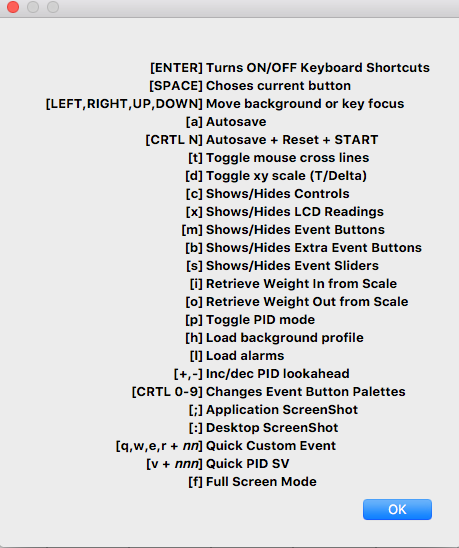 [ENTER] Turns ON/OFF Keyboard Shortcuts
[SPACE] Choses current button
[LEFT,RIGHT,UP,DOWN] Move background or key focus
[a] Autosave
[CRTL N] Autosave + Reset + START
[t] Toggle mouse cross lines
[d] Toggle xy scale (T/Delta)
[c] Shows/Hides Controls
[x] Shows/Hides LCD Readings
[m] Shows/Hides Event Buttons
[b] Shows/Hides Extra Event Buttons
[s] Shows/Hides Event Sliders
[i] Retrieve Weight In from Scale
[o] Retrieve Weight Out from Scale
[p] Toggle PID mode
[h] Load background profile
[l] Load alarms
[+,-] Inc/dec PID lookahead
[CRTL 0-9] Changes Event Button Palettes
[;] Application ScreenShot
[:] Desktop ScreenShot
[q,w,e,r + nn] Quick Custom Event
[v + nnn] Quick PID SV
[f] Full Screen Mode
OK